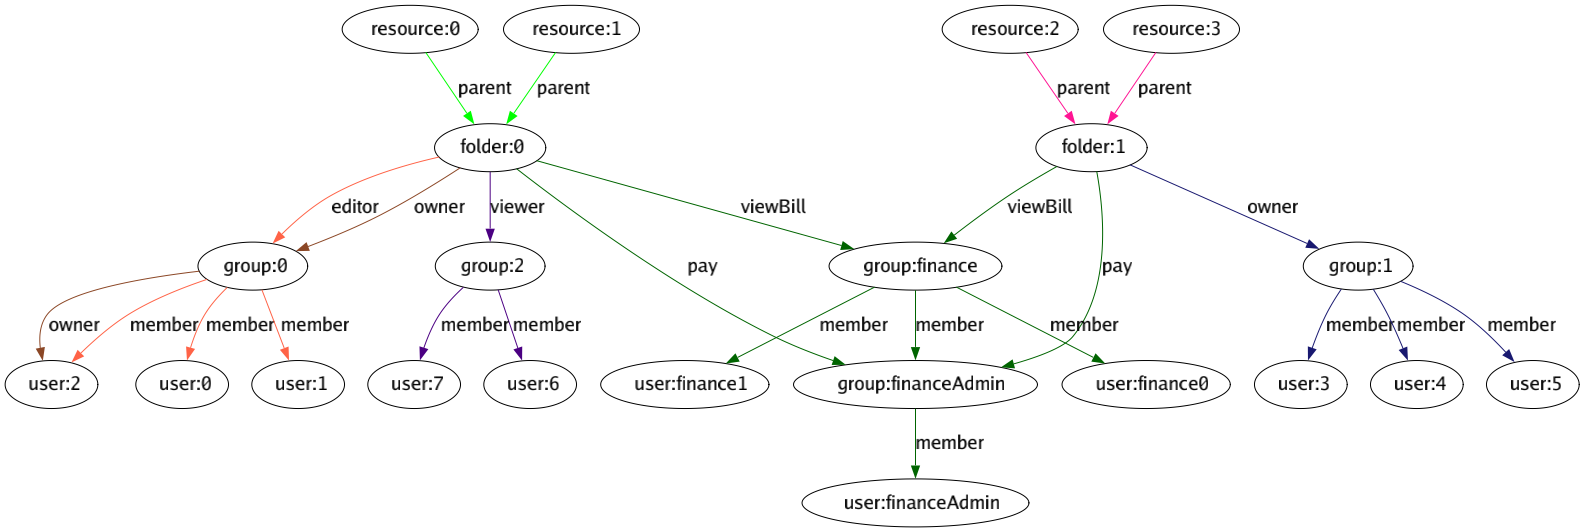 resource:0 resource:1 resource:2 resource:3
parent parent parent parent
folder:0 folder:1
editor owner viewer viewBill viewBill owner
group:0 group:2 pay group:finance pay group:1
owner member member member member member member member member member member member
user:2 user:0 user:1 user:7 user:6 user:finance1 group:financeAdmin user:finance0 user:3 user:4 user:5
member
user:financeAdmin